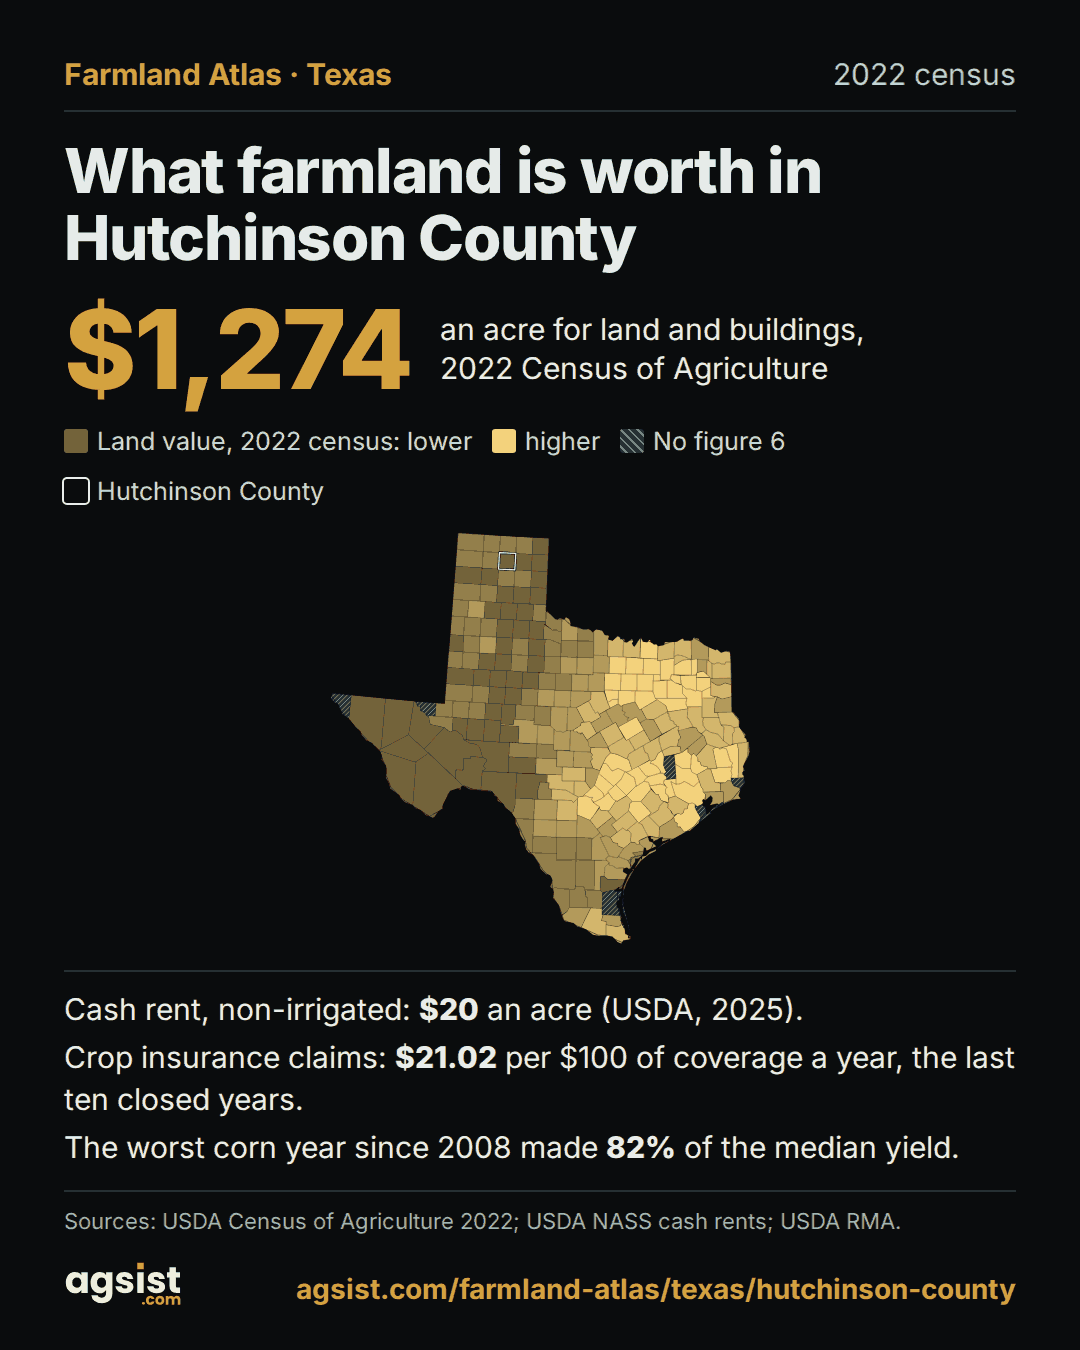 Farmland Atlas · Texas
2022 census
What farmland is worth in
Hutchinson County
$1,274
an acre for land and buildings,
2022 Census of Agriculture
Land value, 2022 census: lower
higher
No figure 6
Hutchinson County
Cash rent, non-irrigated: $20 an acre (USDA, 2025).
Crop insurance claims: $21.02 per $100 of coverage a year, the last
ten closed years.
The worst corn year since 2008 made 82% of the median yield.
Sources: USDA Census of Agriculture 2022; USDA NASS cash rents; USDA RMA.
agsist
.com
agsist.com/farmland-atlas/texas/hutchinson-county